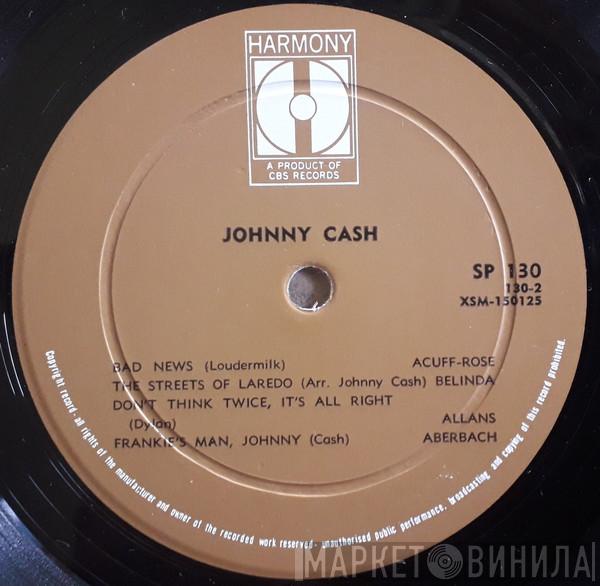 HARMONY
A PRODUCT OF
CBS RECORDS
JOHNNY CASH
SP 130
130-2
XSM-150125
BAD NEWS (Loudermilk) ACUFF-ROSE
THE STREETS OF LAREDO (Arr. Johnny Cash) BELINDA
DON'T THINK TWICE, IT'S ALL RIGHT
(Dylan) ALLANS
FRANKIE'S MAN, JOHNNY (Cash) ABERBACH
Copyright record-all rights of the manufacturer and owner of the recorded work reserved-unauthorised public performance, broadcasting and copying of this record prohibited.
МАРКЕТ ВИНИЛА